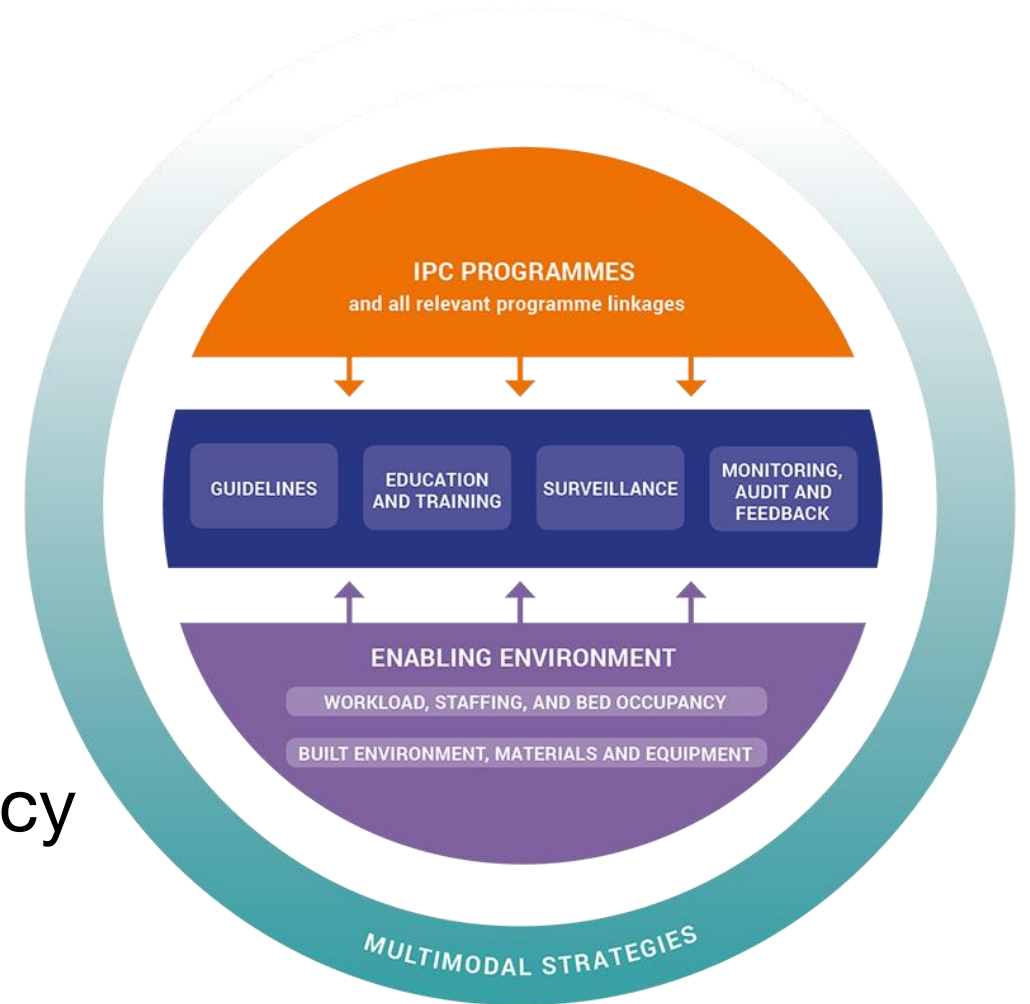 IPC PROGRAMMES
and all relevant programme linkages
GUIDELINES
EDUCATION
AND TRAINING
SURVEILLANCE
MONITORING,
AUDIT AND
FEEDBACK
ENABLING ENVIRONMENT
WORKLOAD, STAFFING, AND BED OCCUPANCY
BUILT ENVIRONMENT, MATERIALS AND EQUIPMENT
cy
MULTIMODAL STRATEGIES